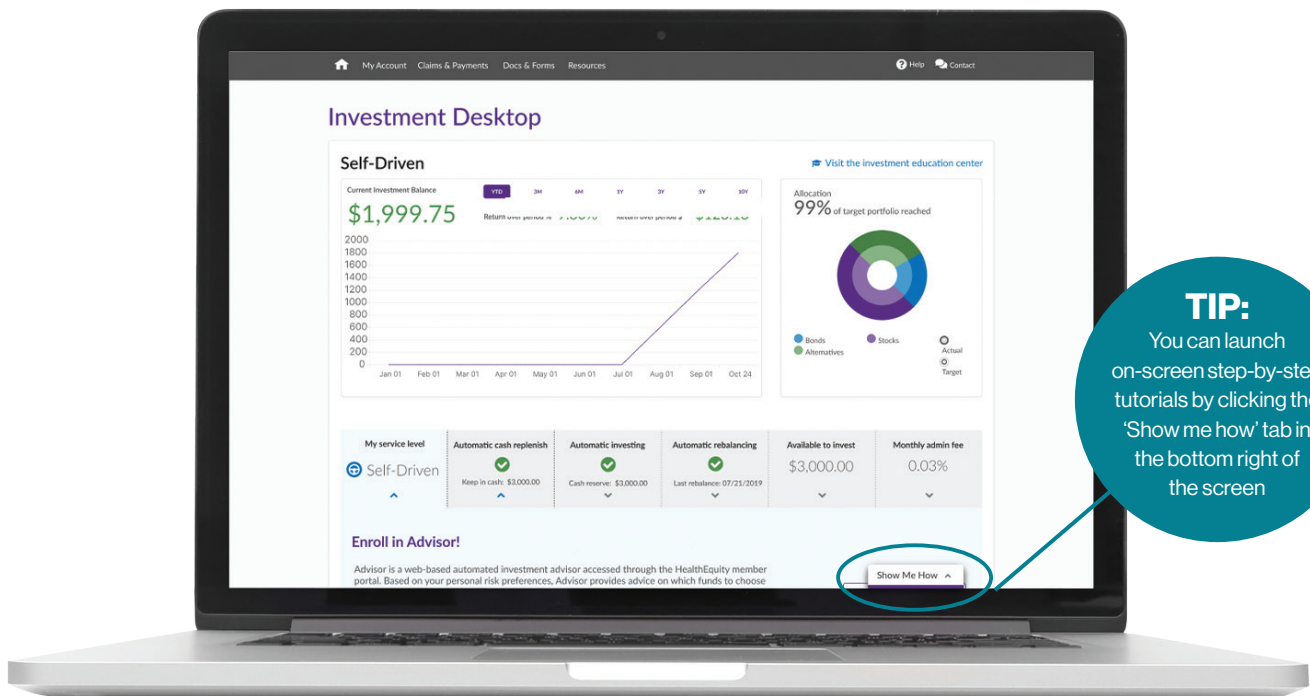 My Account Claims & Payments Docs & Forms Resources
Help Contact
Investment Desktop
Self-Driven
Visit the investment education center
Current Investment Balance
YTD 3M 6M 1Y 3Y 5Y 10Y
$1,999.75
Return over period %
Return over period $
2000
1800
1600
1400
1200
1000
800
600
400
200
0
Jan 01 Feb 01 Mar 01 Apr 01 May 01 Jun 01 Jul 01 Aug 01 Sep 01 Oct 24
Allocation
99% of target portfolio reached
Bonds Stocks
Alternatives
Actual
Target
My service level
Self-Driven
Automatic cash replenish
Keep in cash: $3,000.00
Automatic investing
Cash reserve: $3,000.00
Automatic rebalancing
Last rebalance: 07/21/2019
Available to invest
$3,000.00
Monthly admin fee
0.03%
Enroll in Advisor!
Advisor is a web-based automated investment advisor accessed through the HealthEquity member
portal. Based on your personal risk preferences, Advisor provides advice on which funds to choose
Show Me How
TIP:
You can launch
on-screen step-by-ste
tutorials by clicking th
'Show me how' tab in
the bottom right of
the screen